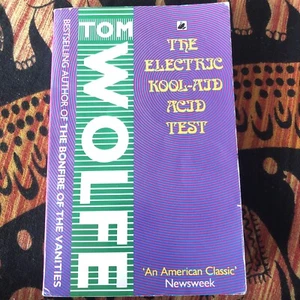 BESTSELLING AUTHOR OF THE BONFIRE OF THE VANITIES
TOM
WOLFE
THE
ELECTRIC
KOOL-AID
ACID
TEST
'An American Classic'
Newsweek